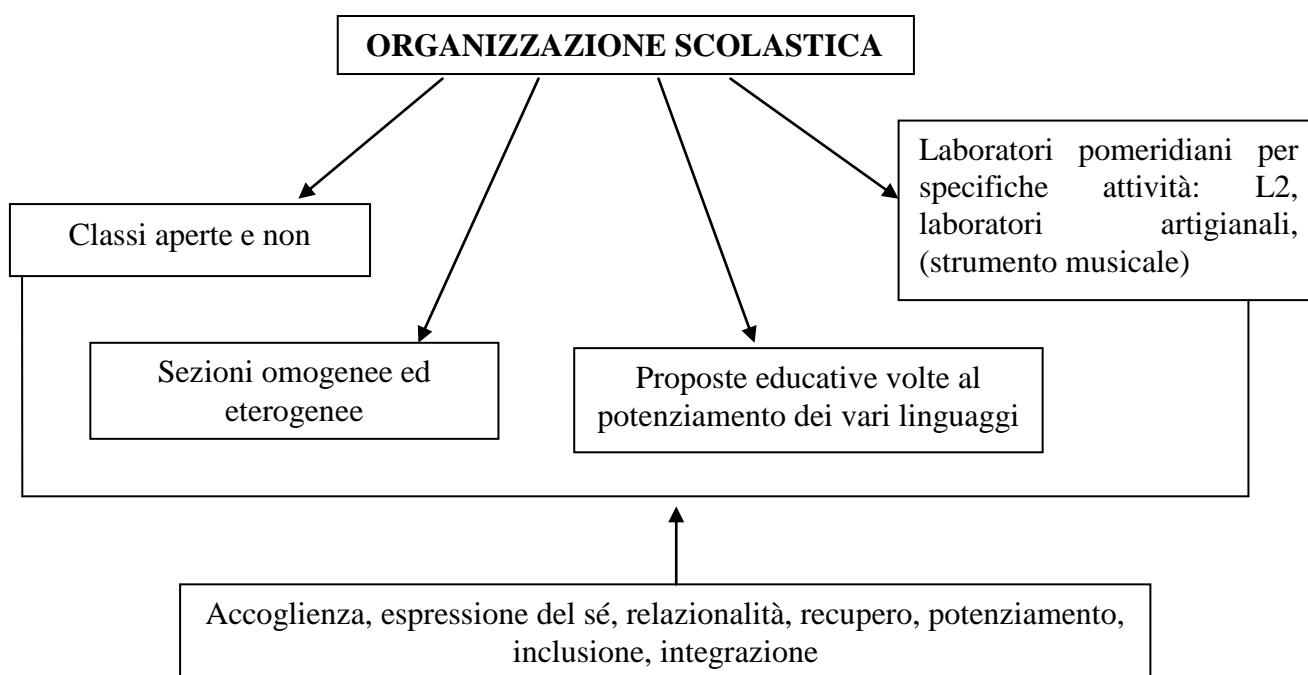 ORGANIZZAZIONE SCOLASTICA
Laboratori pomeridiani per
specifiche attività: L2,
laboratori artigianali,
(strumento musicale)
Classi aperte e non
Sezioni omogenee ed
eterogenee
Proposte educative volte al
potenziamento dei vari linguaggi
Accoglienza, espressione del sé, relazionalità, recupero, potenziamento,
inclusione, integrazione